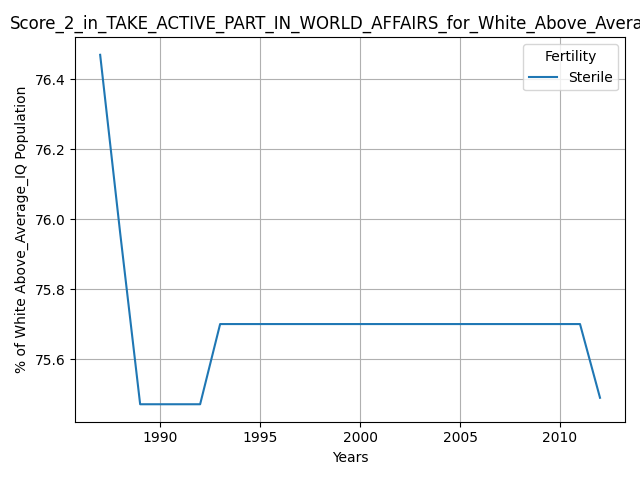 Score_2_in_TAKE_ACTIVE_PART_IN_WORLD_AFFAIRS_for_White_Above_Avera
Fertility
Sterile
% of White Above_Average_IQ Population
76.4
76.2
76.0
75.8
75.6
1990 1995 2000 2005 2010
Years